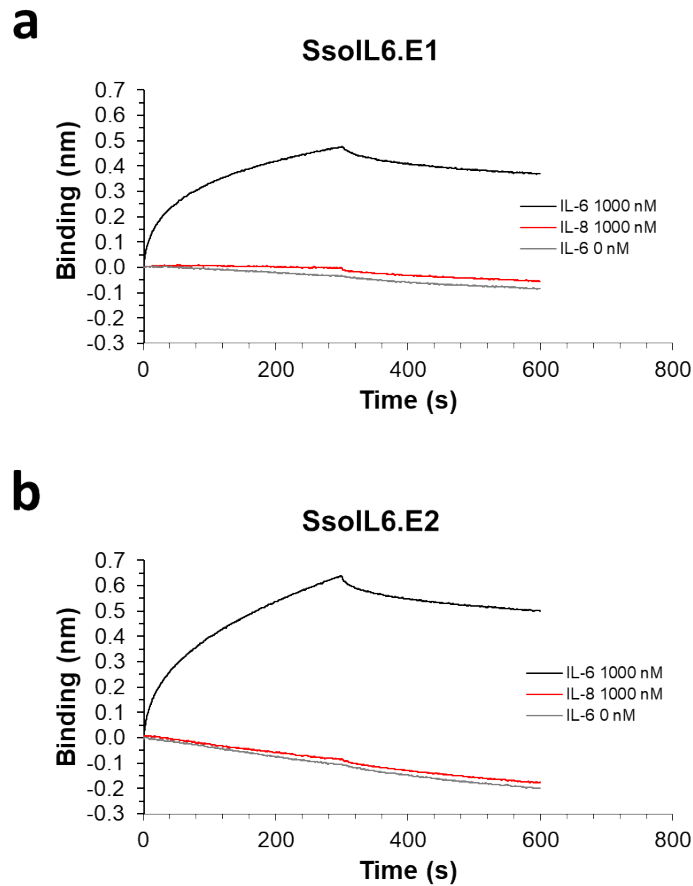 a
SsoIL6.E1
0.7
0.6
0.5
0.4
0.3
0.2
0.1
0.0
-0.1
-0.2
-0.3
Binding (nm)
IL-6 1000 nM
IL-8 1000 nM
IL-6 0 nM
0 200 400 600 800
Time (s)
b
SsoIL6.E2
0.7
0.6
0.5
0.4
0.3
0.2
0.1
0.0
-0.1
-0.2
-0.3
Binding (nm)
IL-6 1000 nM
IL-8 1000 nM
IL-6 0 nM
0 200 400 600 800
Time (s)